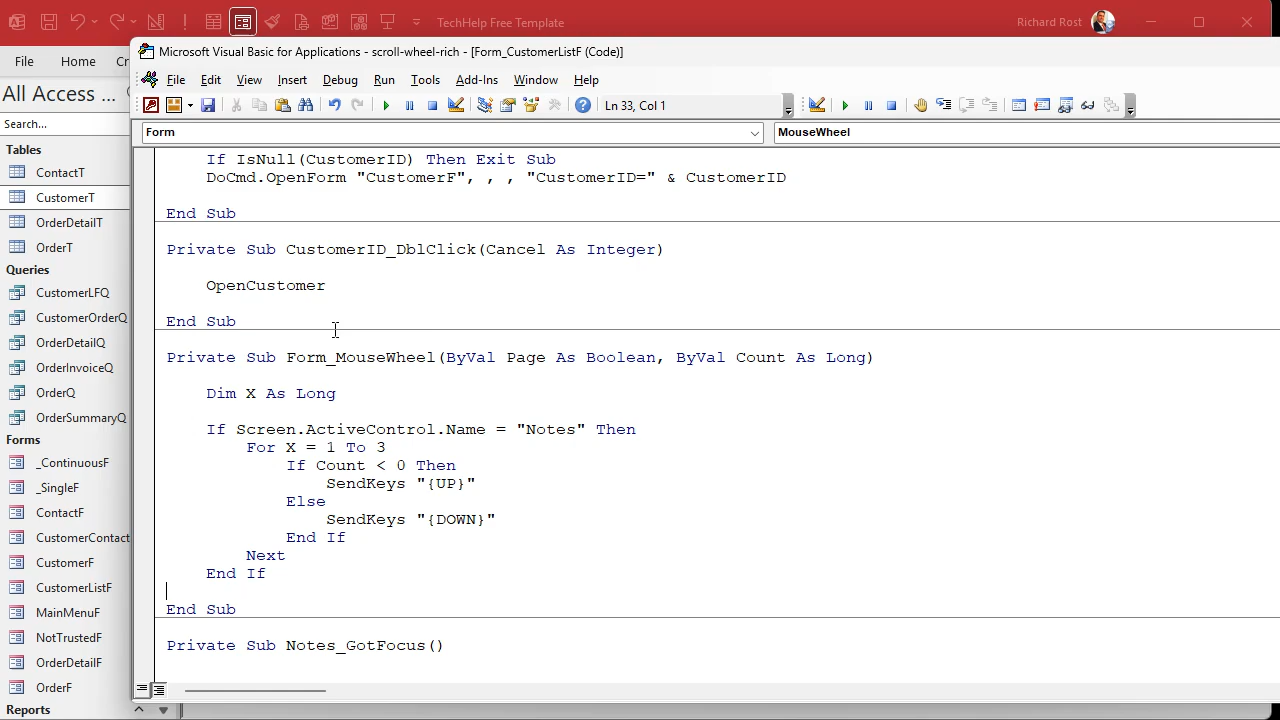 TechHelp Free Template
Richard Rost
File
Home
Cr
Microsoft Visual Basic for Applications - scroll-wheel-rich - [Form_CustomerListF (Code)]
File Edit View Insert Format Debug Run Tools Add-Ins Window Help
Ln 33, Col 1
All Access ...
Search...
Tables
ContactT
CustomerT
OrderDetailT
OrderT
Queries
CustomerLFQ
CustomerOrderQ
OrderDetailQ
OrderInvoiceQ
OrderQ
OrderSummaryQ
Forms
_ContinuousF
_SingleF
ContactF
CustomerContact
CustomerF
CustomerListF
MainMenuF
NotTrustedF
OrderDetailF
OrderF
Reports
Form
MouseWheel
If IsNull(CustomerID) Then Exit Sub
DoCmd.OpenForm "CustomerF", , , "CustomerID=" & CustomerID
End Sub
Private Sub CustomerID_DblClick(Cancel As Integer)
OpenCustomer
End Sub
Private Sub Form_MouseWheel(ByVal Page As Boolean, ByVal Count As Long)
Dim X As Long
If Screen.ActiveControl.Name = "Notes" Then
For X = 1 To 3
If Count < 0 Then
SendKeys "{UP}"
Else
SendKeys "{DOWN}"
End If
Next
End If
End Sub
Private Sub Notes_GotFocus()